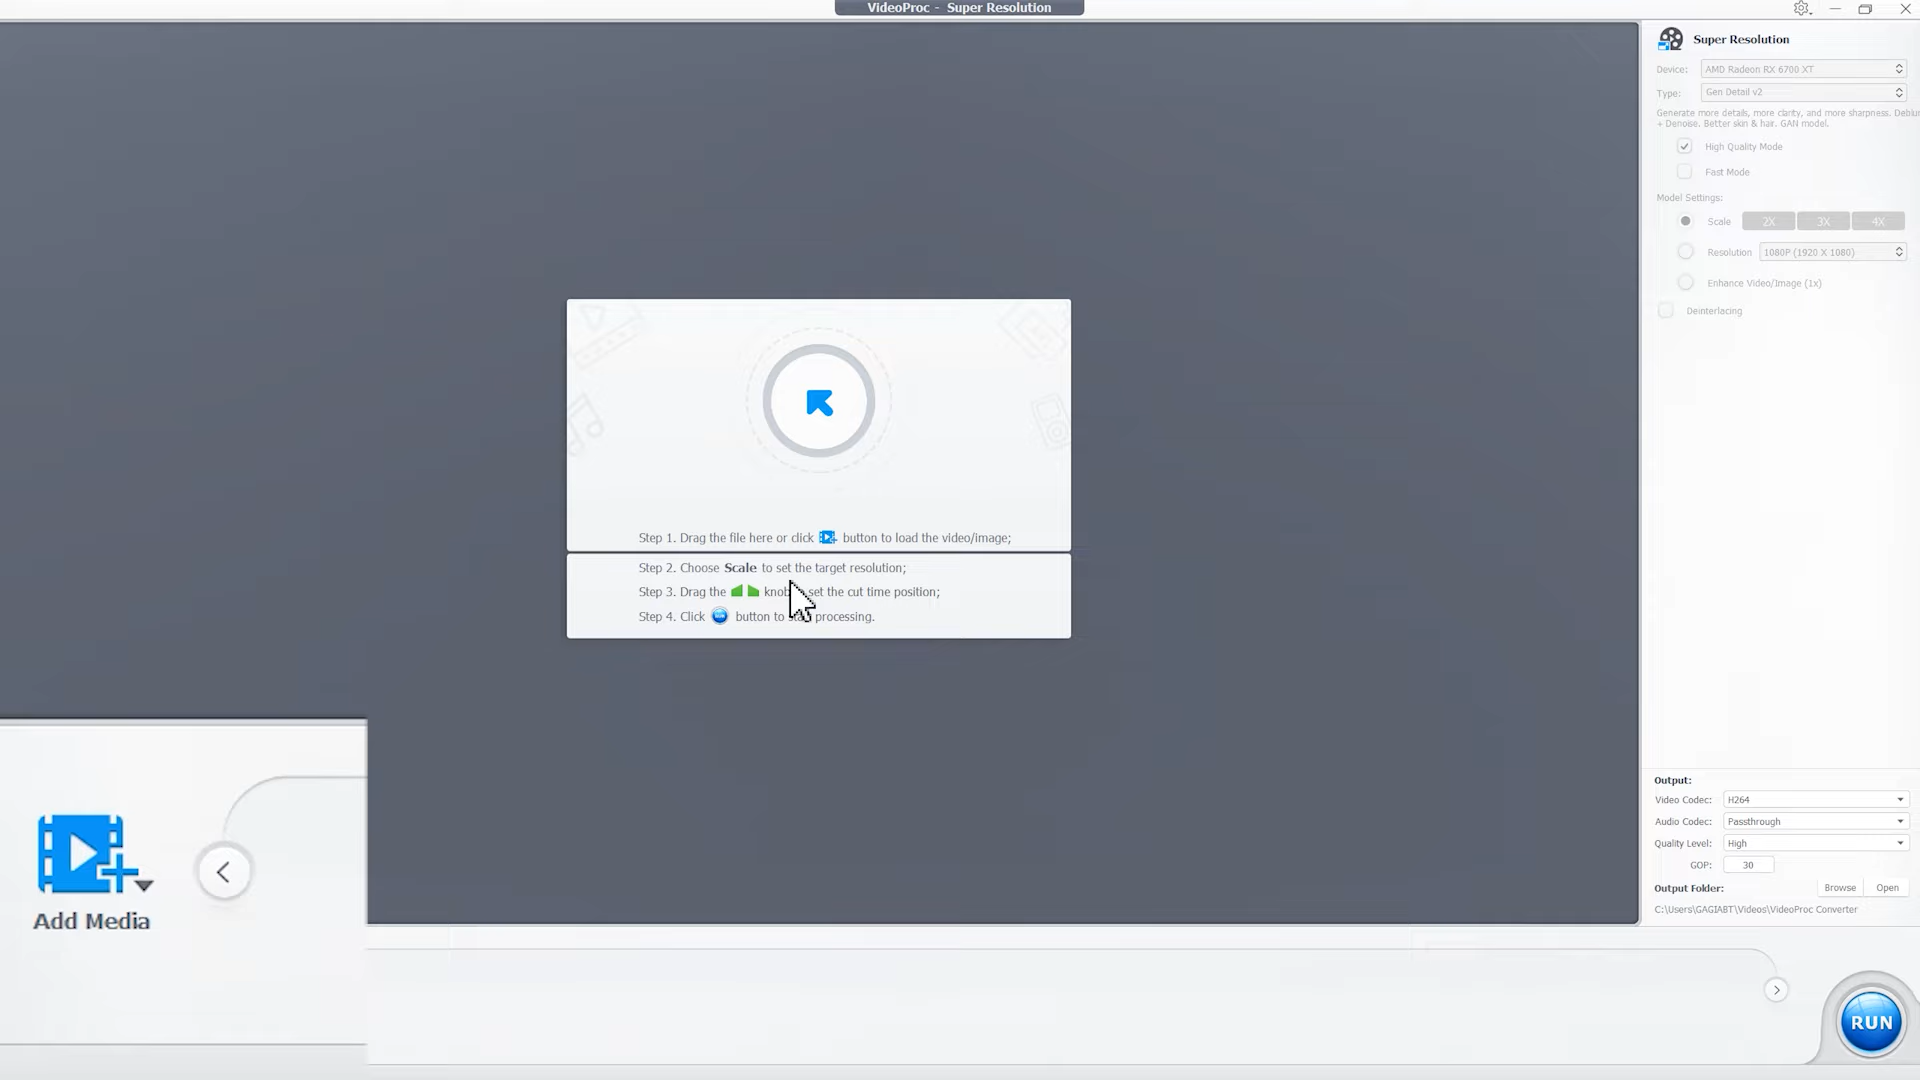 VideoProc - Super Resolution
Super Resolution
Device: AMD Radeon RX 6700 XT
Type: Gen Detail v2
Generate more details, more clarity, and more sharpness.
+ Denoise. Better skin & hair. GAN model.
High Quality Mode
Fast Mode
Model Settings:
Scale 2X 3X 4X
Resolution 1080P (1920 X 1080)
Enhance Video/Image (1x)
Deinterlacing
Step 1. Drag the file here or click button to load the video/image;
Step 2. Choose Scale to set the target resolution;
Step 3. Drag the set the cut time position;
Step 4. Click RUN button to processing.
Add Media
Output:
Video Codec: H264
Audio Codec: Passthrough
Quality Level: High
GOP: 30
Output Folder: Browse Open
C:\Users\GAGIABT\Videos\VideoProc Converter
RUN